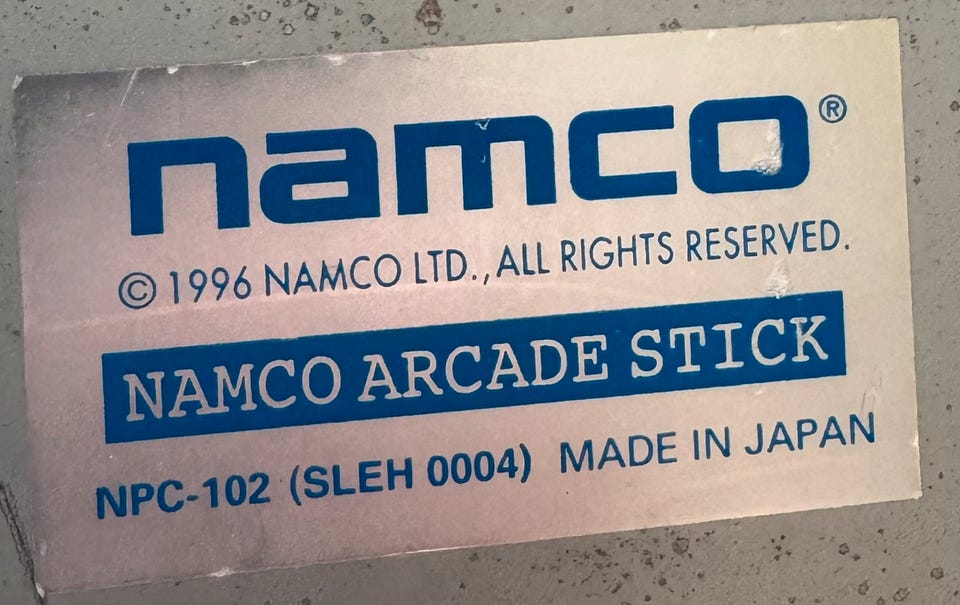 namco®
© 1996 NAMCO LTD., ALL RIGHTS RESERVED.
NAMCO ARCADE STICK
NPC-102 (SLEH 0004) MADE IN JAPAN